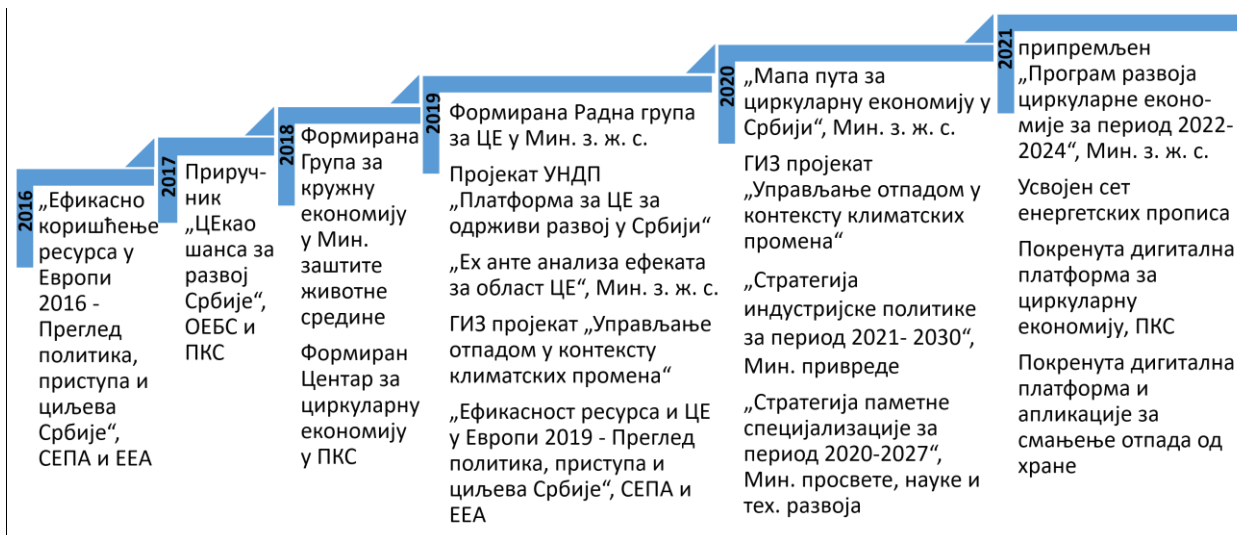 2016
„Ефикасно
коришћење
ресурса у
Европи
2016 -
Преглед
политика,
приступа и
циљева
Србије“,
СЕПА и ЕЕА
2017
Прируч-
ник
„ЦЕкао
шанса за
развој
Србије“,
ОЕБС и
ПКС
2018
Формирана
Група за
кружну
економију
у Мин.
заштите
животне
средине
Формиран
Центар за
циркуларну
економију
у ПКС
2019
Формирана Радна група
за ЦЕ у Мин. з. ж. с.
Пројекат УНДП
„Платформа за ЦЕ за
одрживи развој у Србији“
„Ex анте анализа ефеката
за област ЦЕ“, Мин. з. ж. с.
ГИЗ пројекат „Управљање
отпадом у контексту
климатских промена“
„Ефикасност ресурса и ЦЕ
у Европи 2019 - Преглед
политика, приступа и
циљева Србије“, СЕПА и
ЕЕА
2020
„Мапа пута за
циркуларну економију у
Србији“, Мин. з. ж. с.
ГИЗ пројекат
„Управљање отпадом у
контексту климатских
промена“
„Стратегија
индустријске политике
за период 2021- 2030“,
Мин. привреде
„Стратегија паметне
специјализације за
период 2020-2027“,
Мин. просвете, науке и
тех. развоја
2021
припремљен
„Програм развоја
циркуларне еконо-
мије за период 2022-
2024“, Мин. з. ж. с.
Усвојен сет
енергетских прописа
Покренута дигитална
платформа за
циркуларну
економију, ПКС
Покренута дигитална
платформа и
апликације за
смањење отпада од
хране